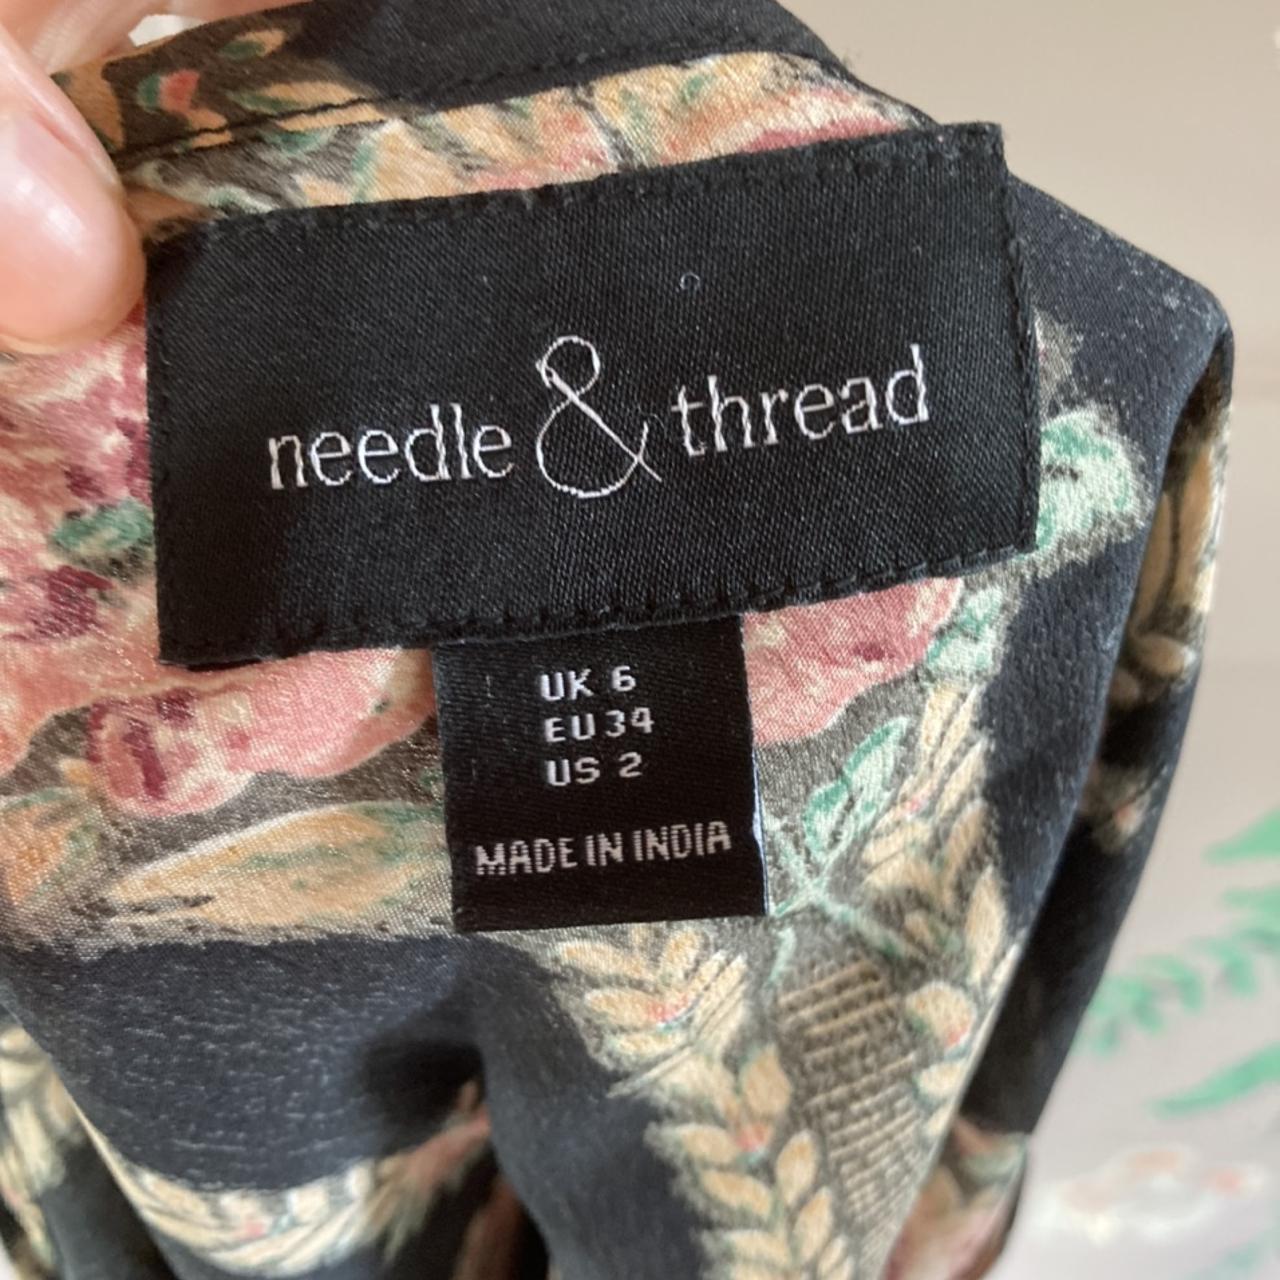 needle & thread
UK 6
EU 34
US 2
MADE IN INDIA